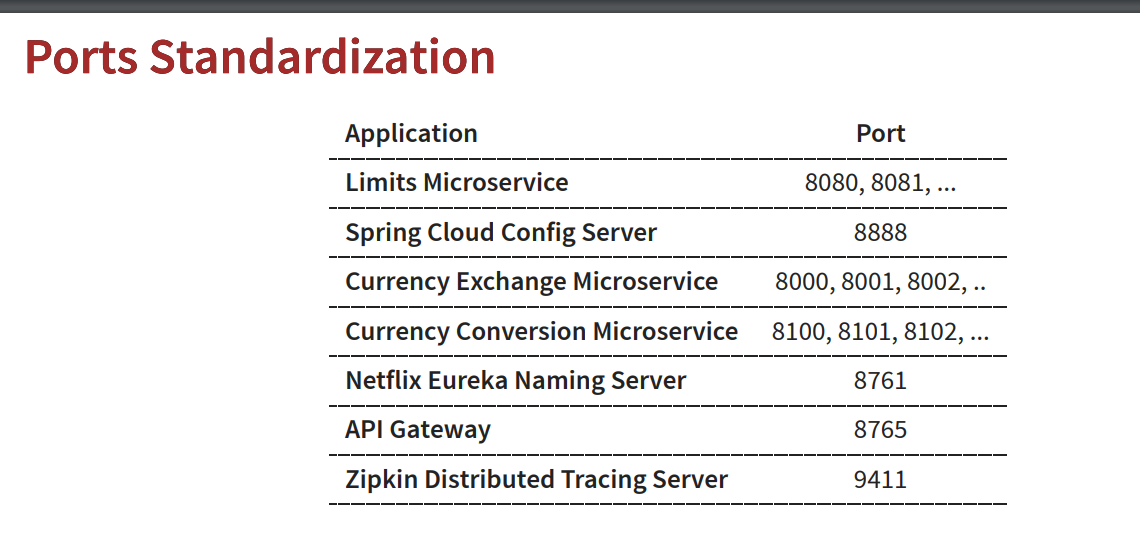 Ports Standardization
Application Port
Limits Microservice 8080, 8081, ...
Spring Cloud Config Server 8888
Currency Exchange Microservice 8000, 8001, 8002, ..
Currency Conversion Microservice 8100, 8101, 8102, ...
Netflix Eureka Naming Server 8761
API Gateway 8765
Zipkin Distributed Tracing Server 9411